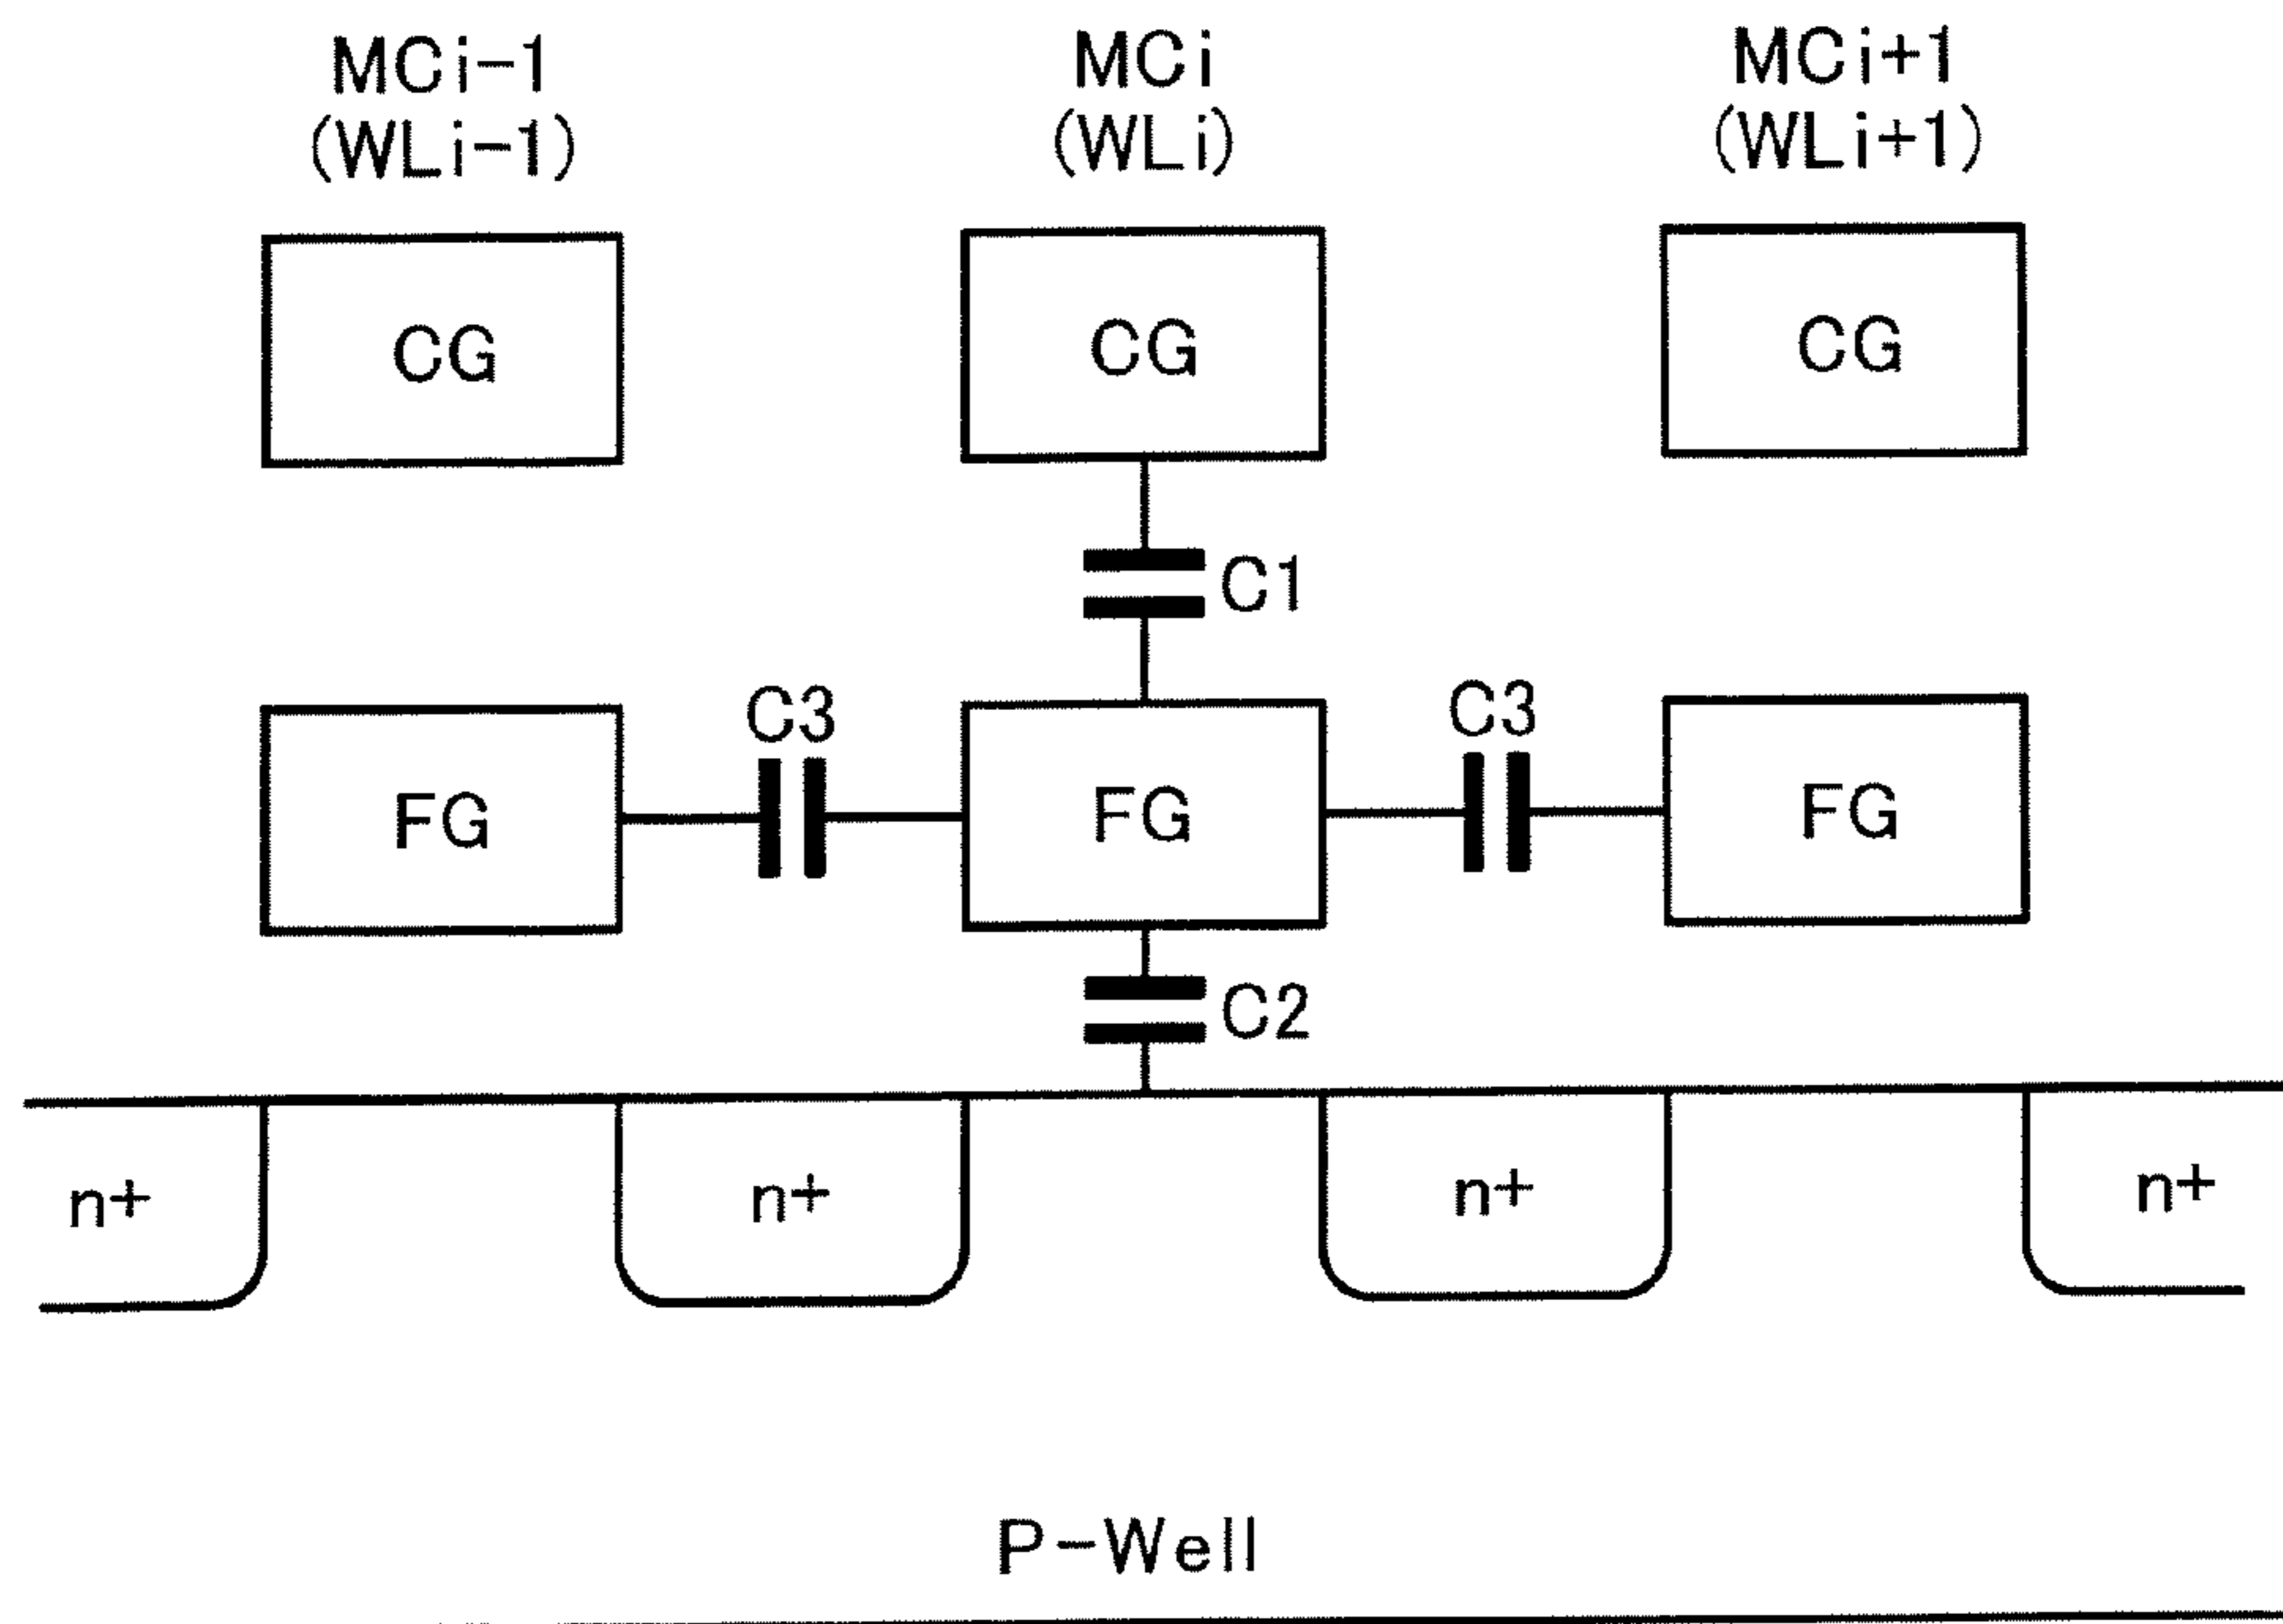 MCi-1 MCi MCi+1
(WLi-1) (WLi) (WLi+1)
CG CG CG
C1
C3 C3
FG FG FG
C2
n+ n+ n+ n+
P-Well